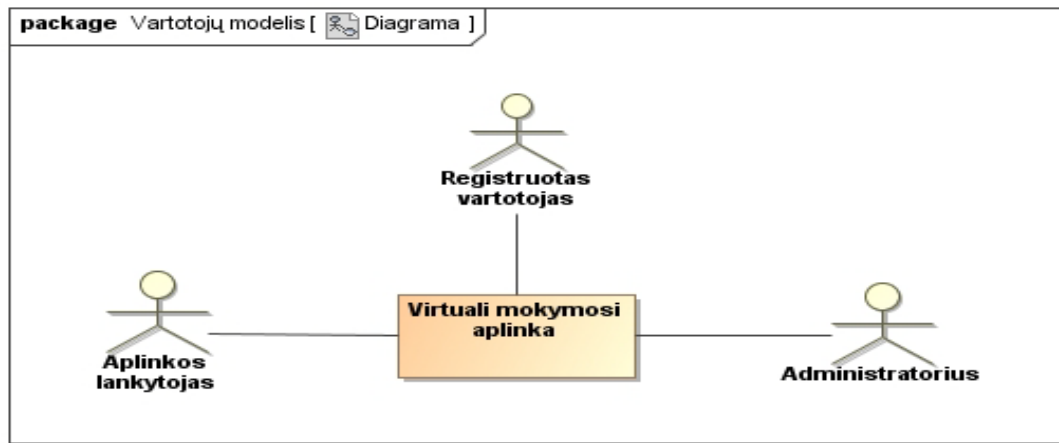 package Vartotojų modelis [ Diagrama ]
Registruotas
vartotojas
Virtuali mokymosi
aplinka
Aplinkos
lankytojas
Administratorius